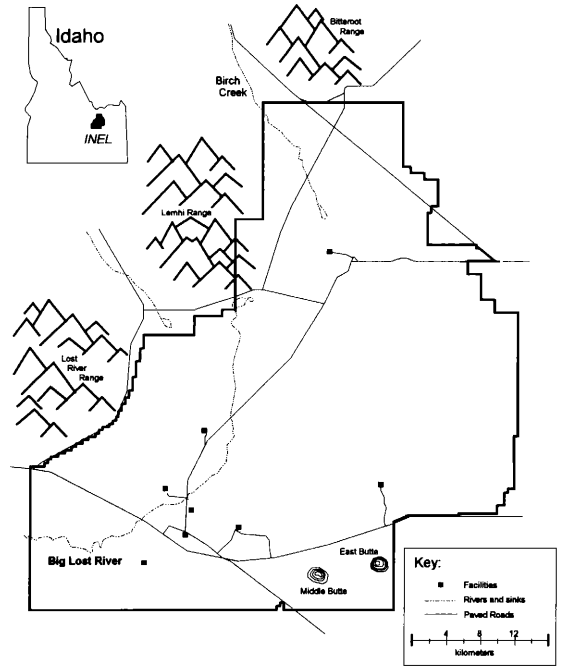 Idaho
INEL
Bitterroot
Range
Birch
Creek
Lemhi Range
Lost
River
Range
Big Lost River
East Butte
Middle Butte
Key:
Facilities
Rivers and sinks
Paved Roads
4 8 12
kilometers